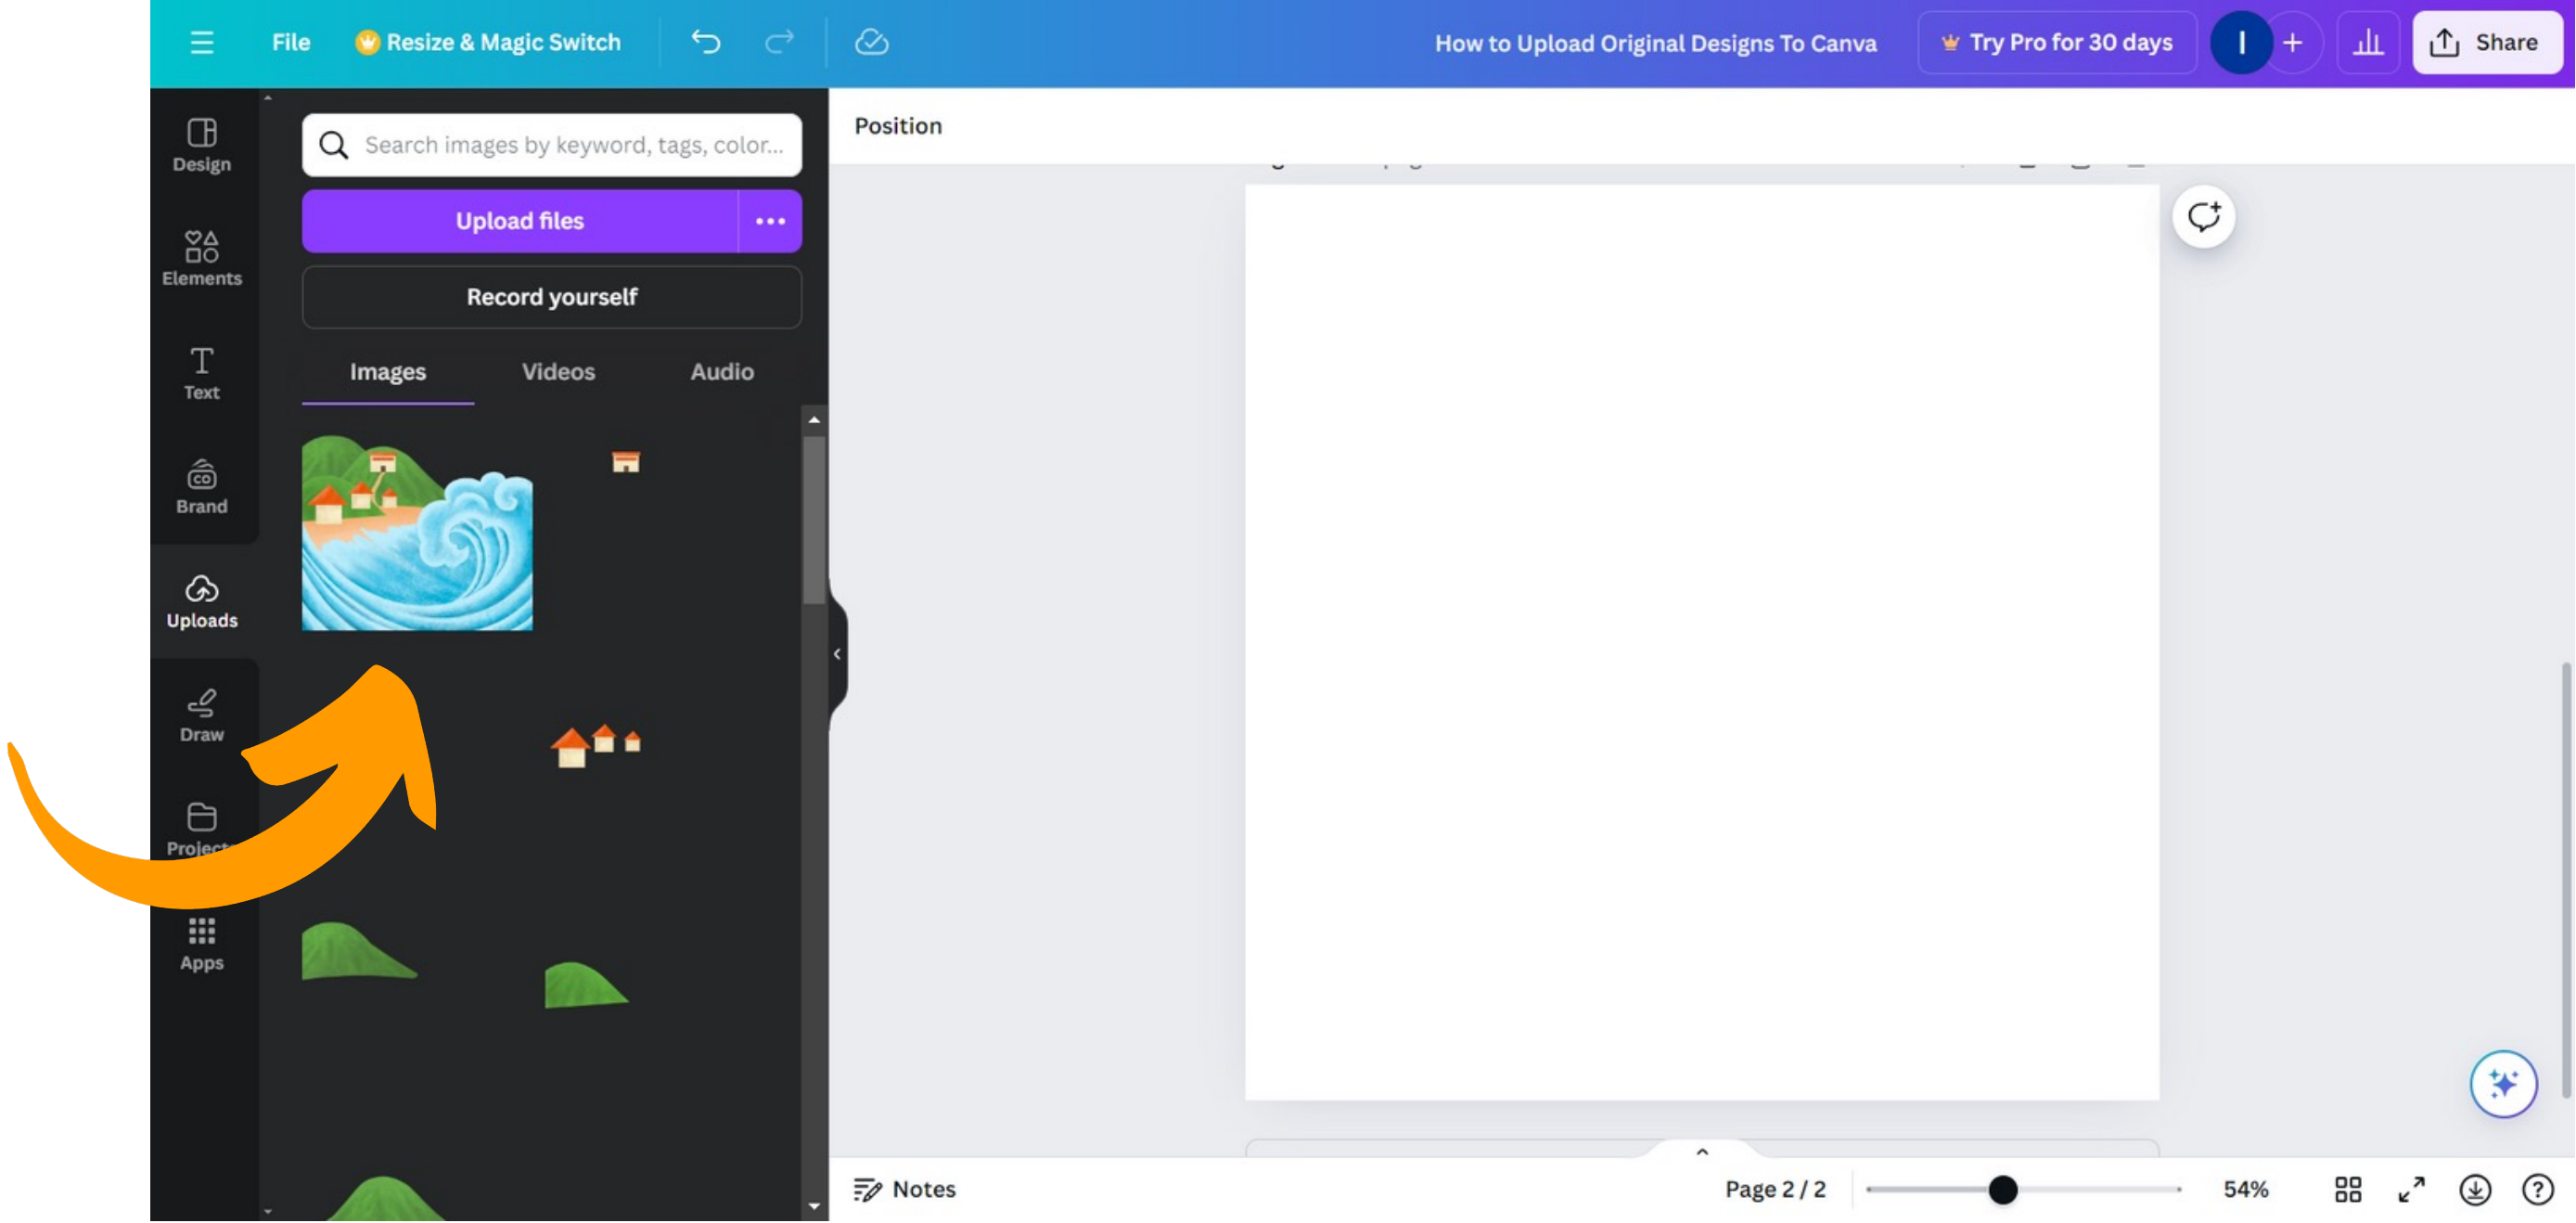 File
Resize & Magic Switch
How to Upload Original Designs To Canva
Try Pro for 30 days
I
Share
Design
Elements
Text
CO
Brand
Uploads
Draw
Apps
Search images by keyword, tags, color...
Upload files
Record yourself
Images Videos Audio
Position
Notes
Page 2 / 2
54%